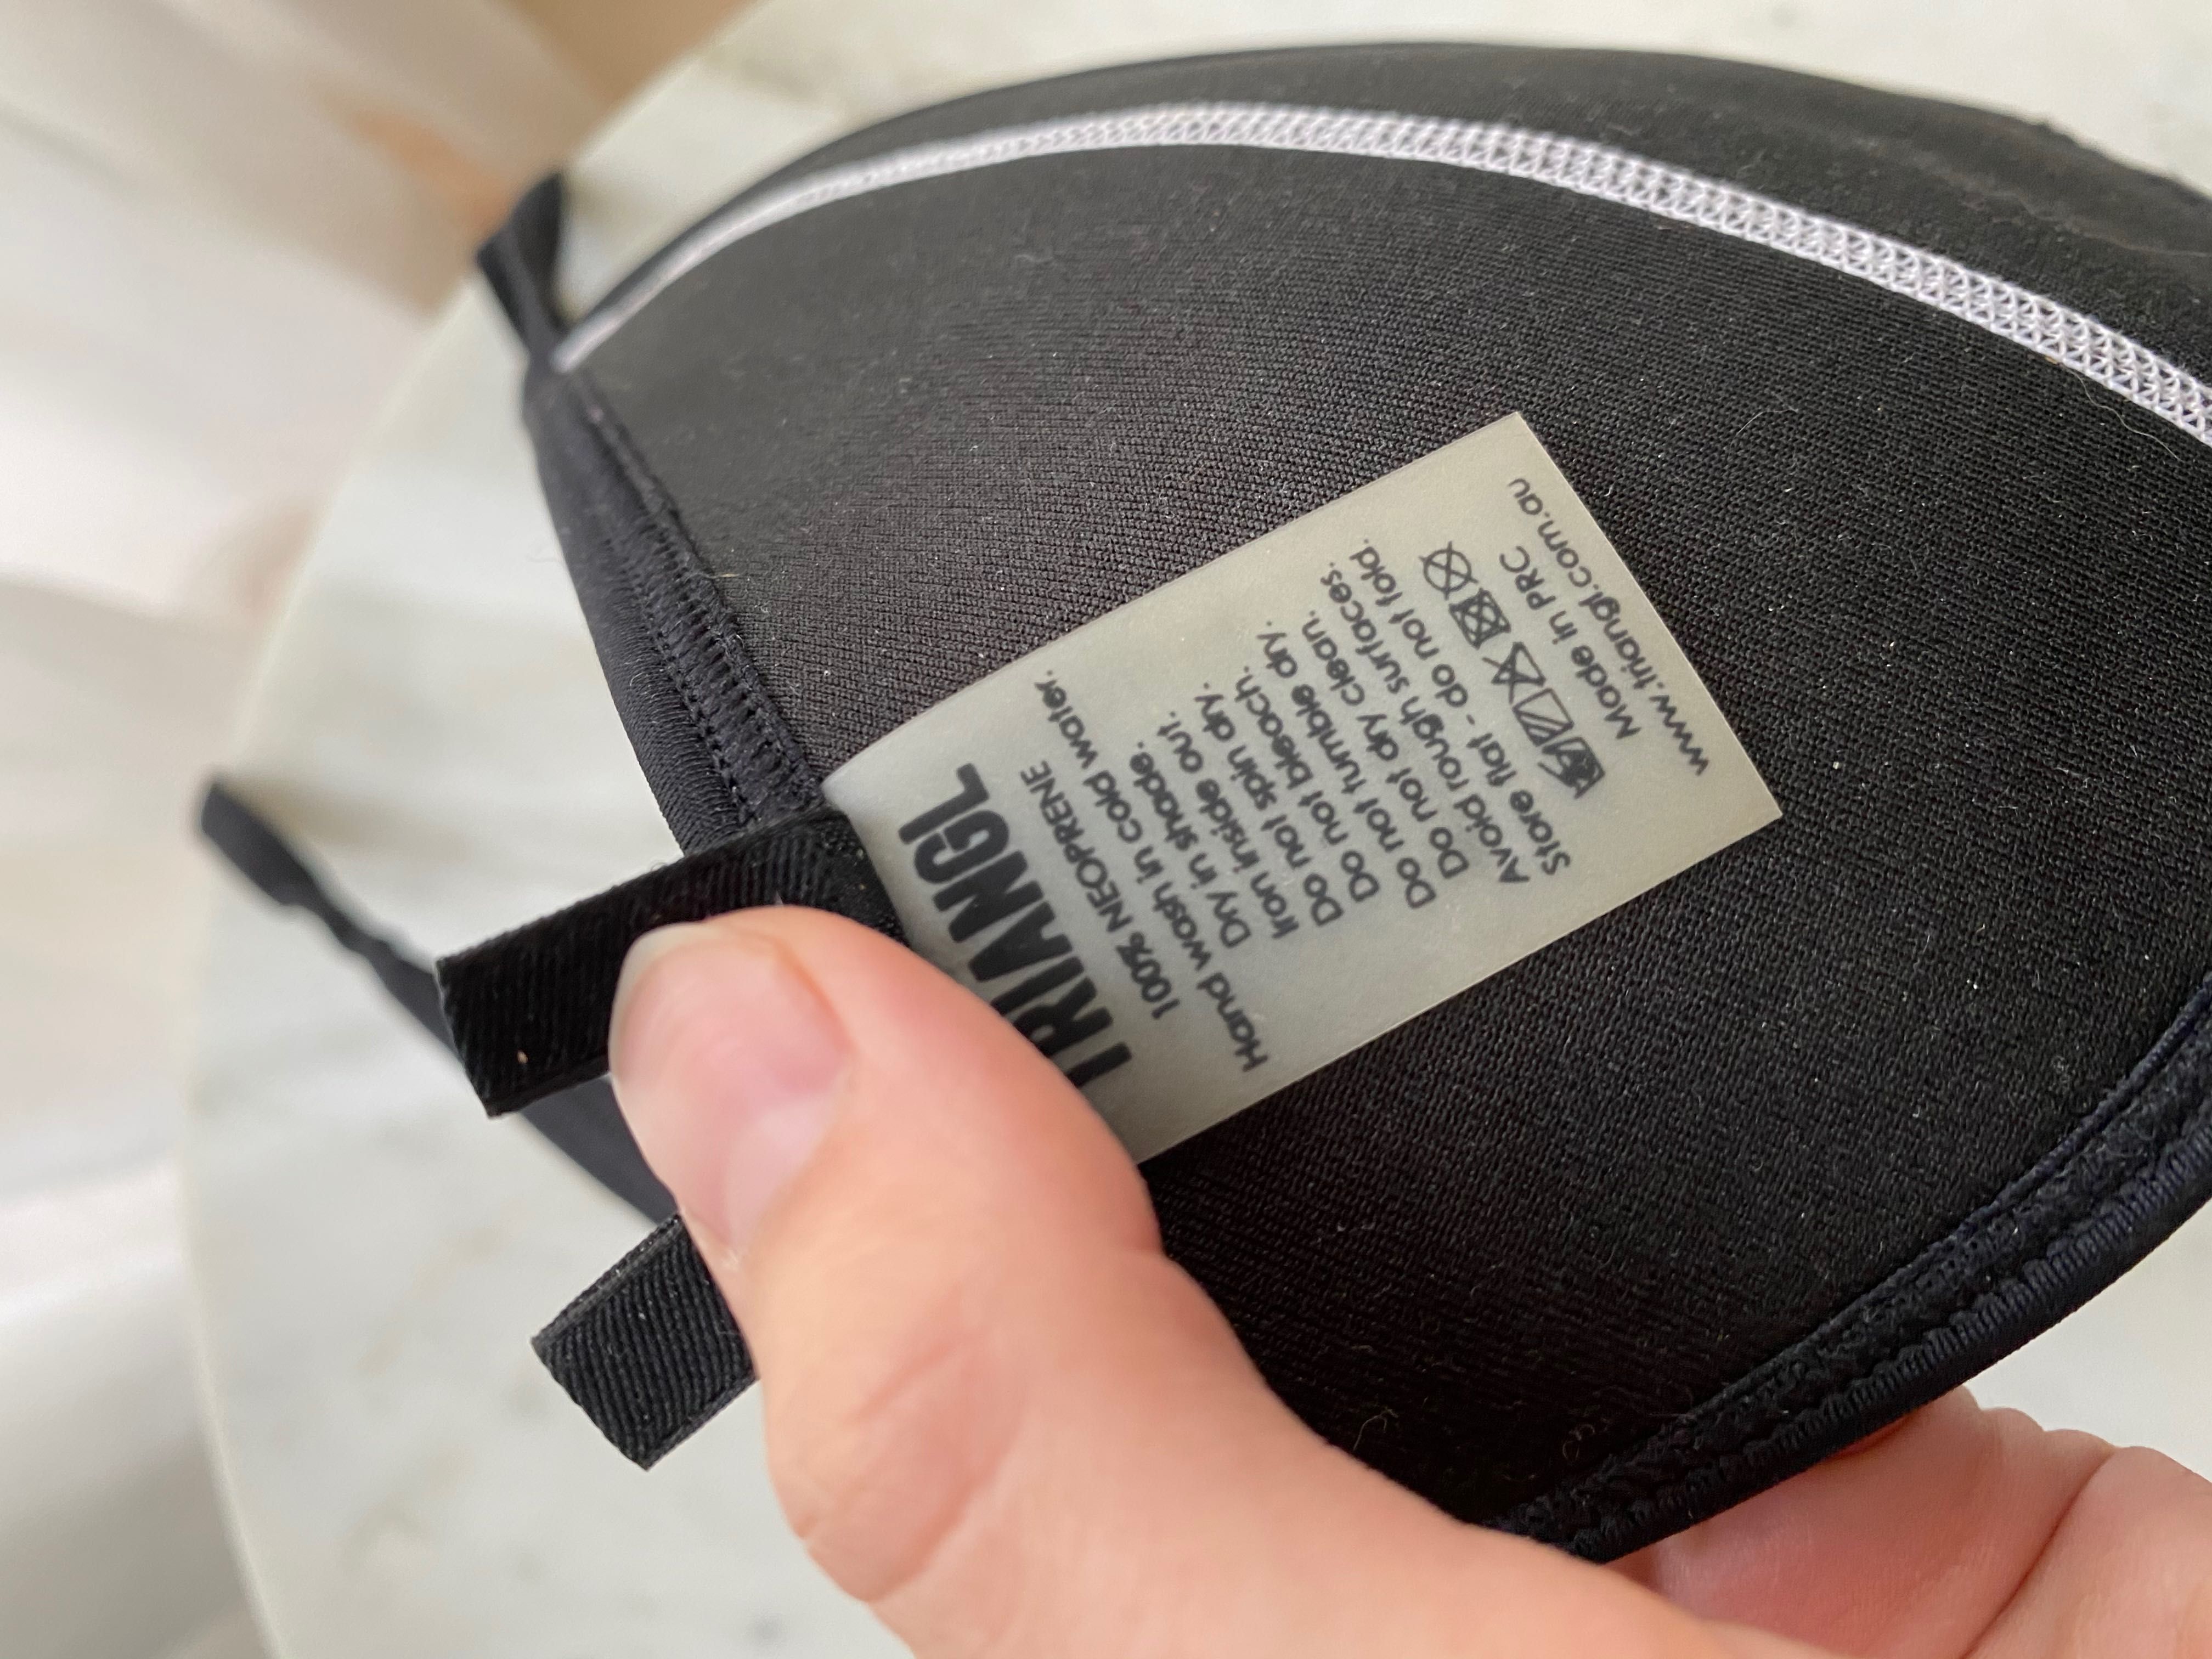 TRIANGL
100% NEOPRENE
Hand wash in cold water.
Dry in shade.
Iron inside out.
Do not spin dry.
Do not bleach.
Do not tumble dry.
Do not dry clean.
Avoid rough surfaces.
Store flat - do not fold.
Made in PRC
www.triangl.com.au